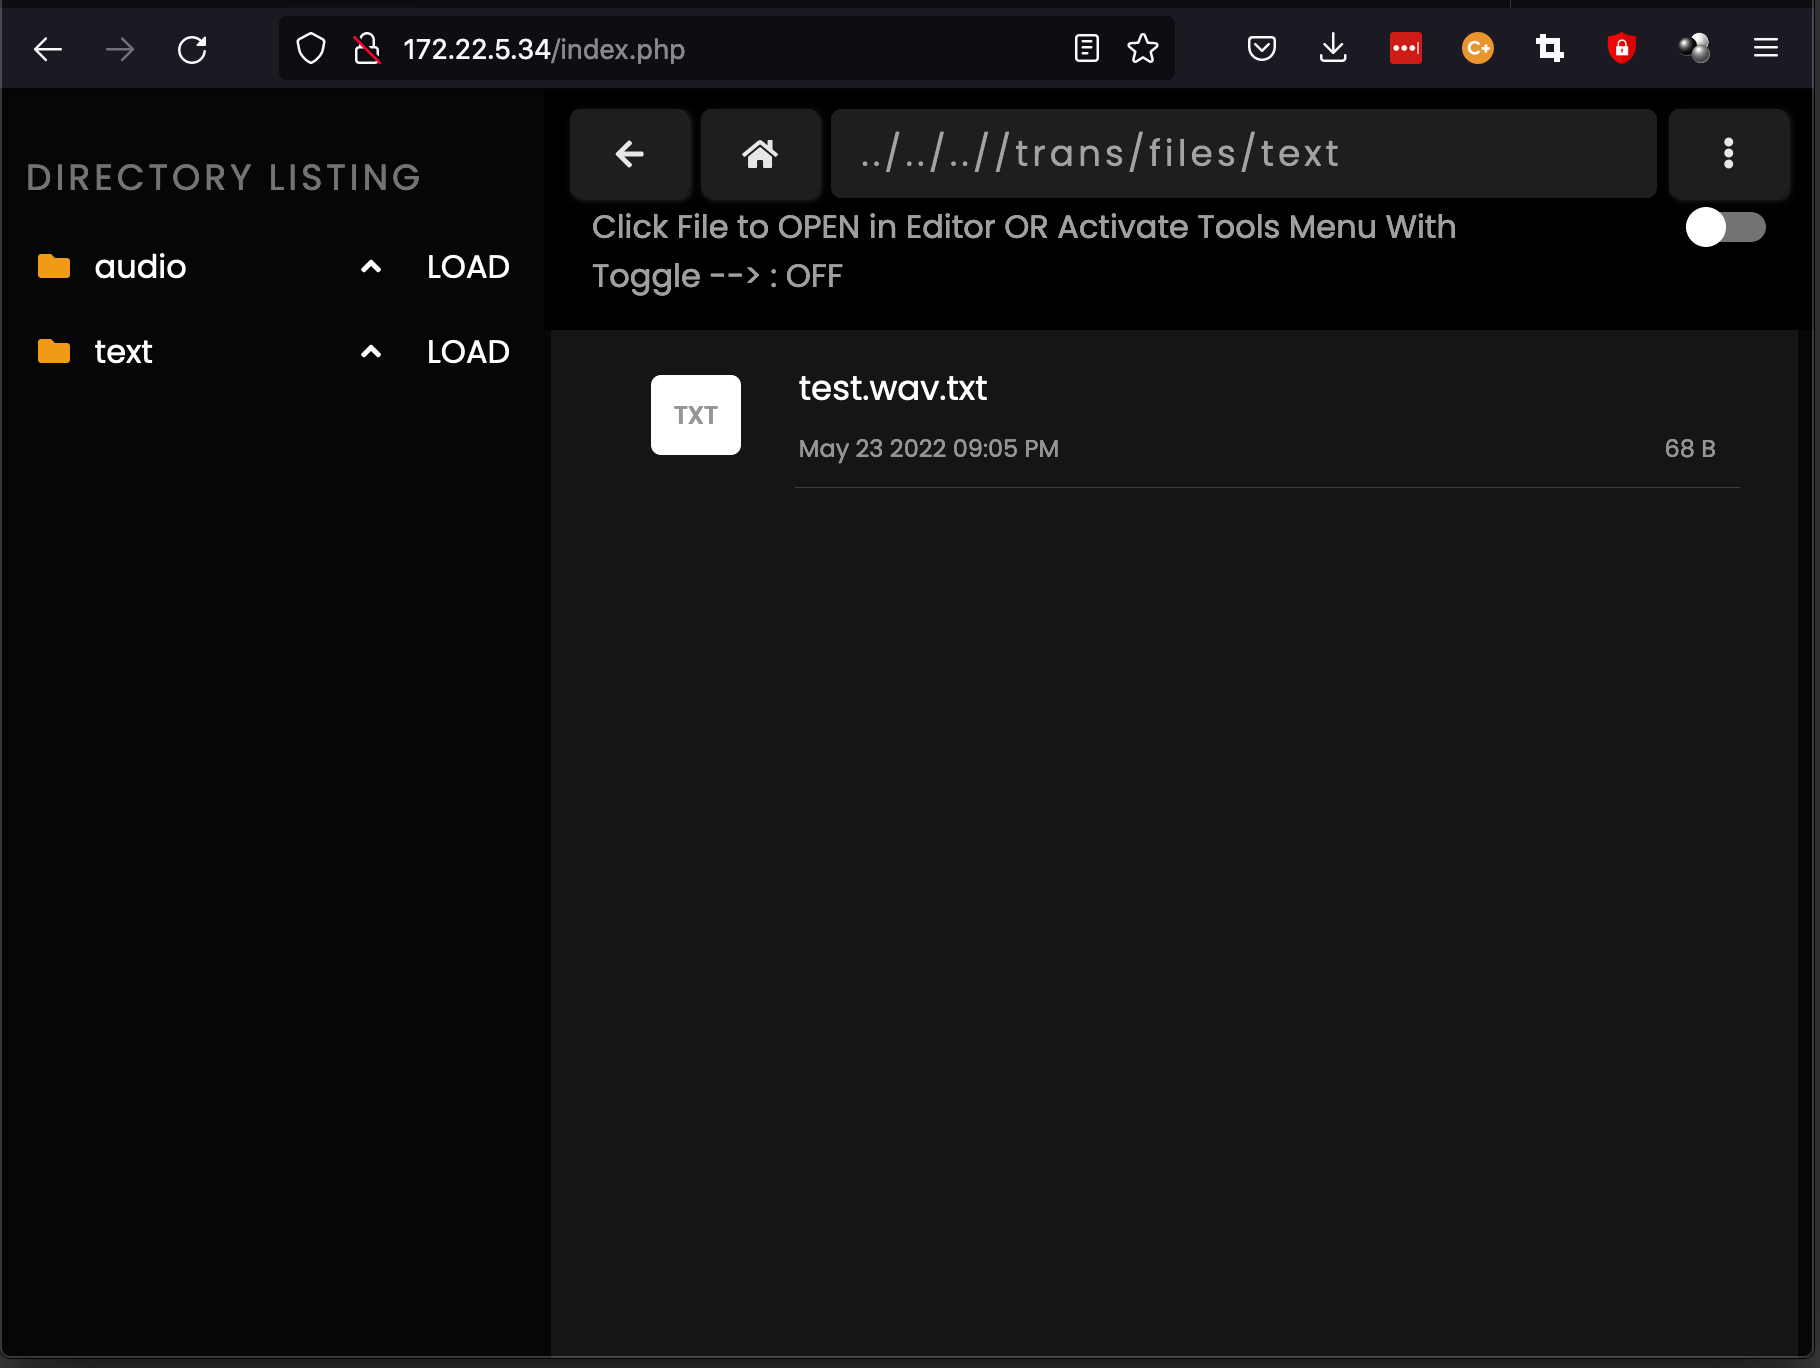 172.22.5.34/index.php
DIRECTORY LISTING
audio LOAD
text LOAD
../../..//trans/files/text
Click File to OPEN in Editor OR Activate Tools Menu With
Toggle --> : OFF
TXT
test.wav.txt
May 23 2022 09:05 PM 68 B
C+